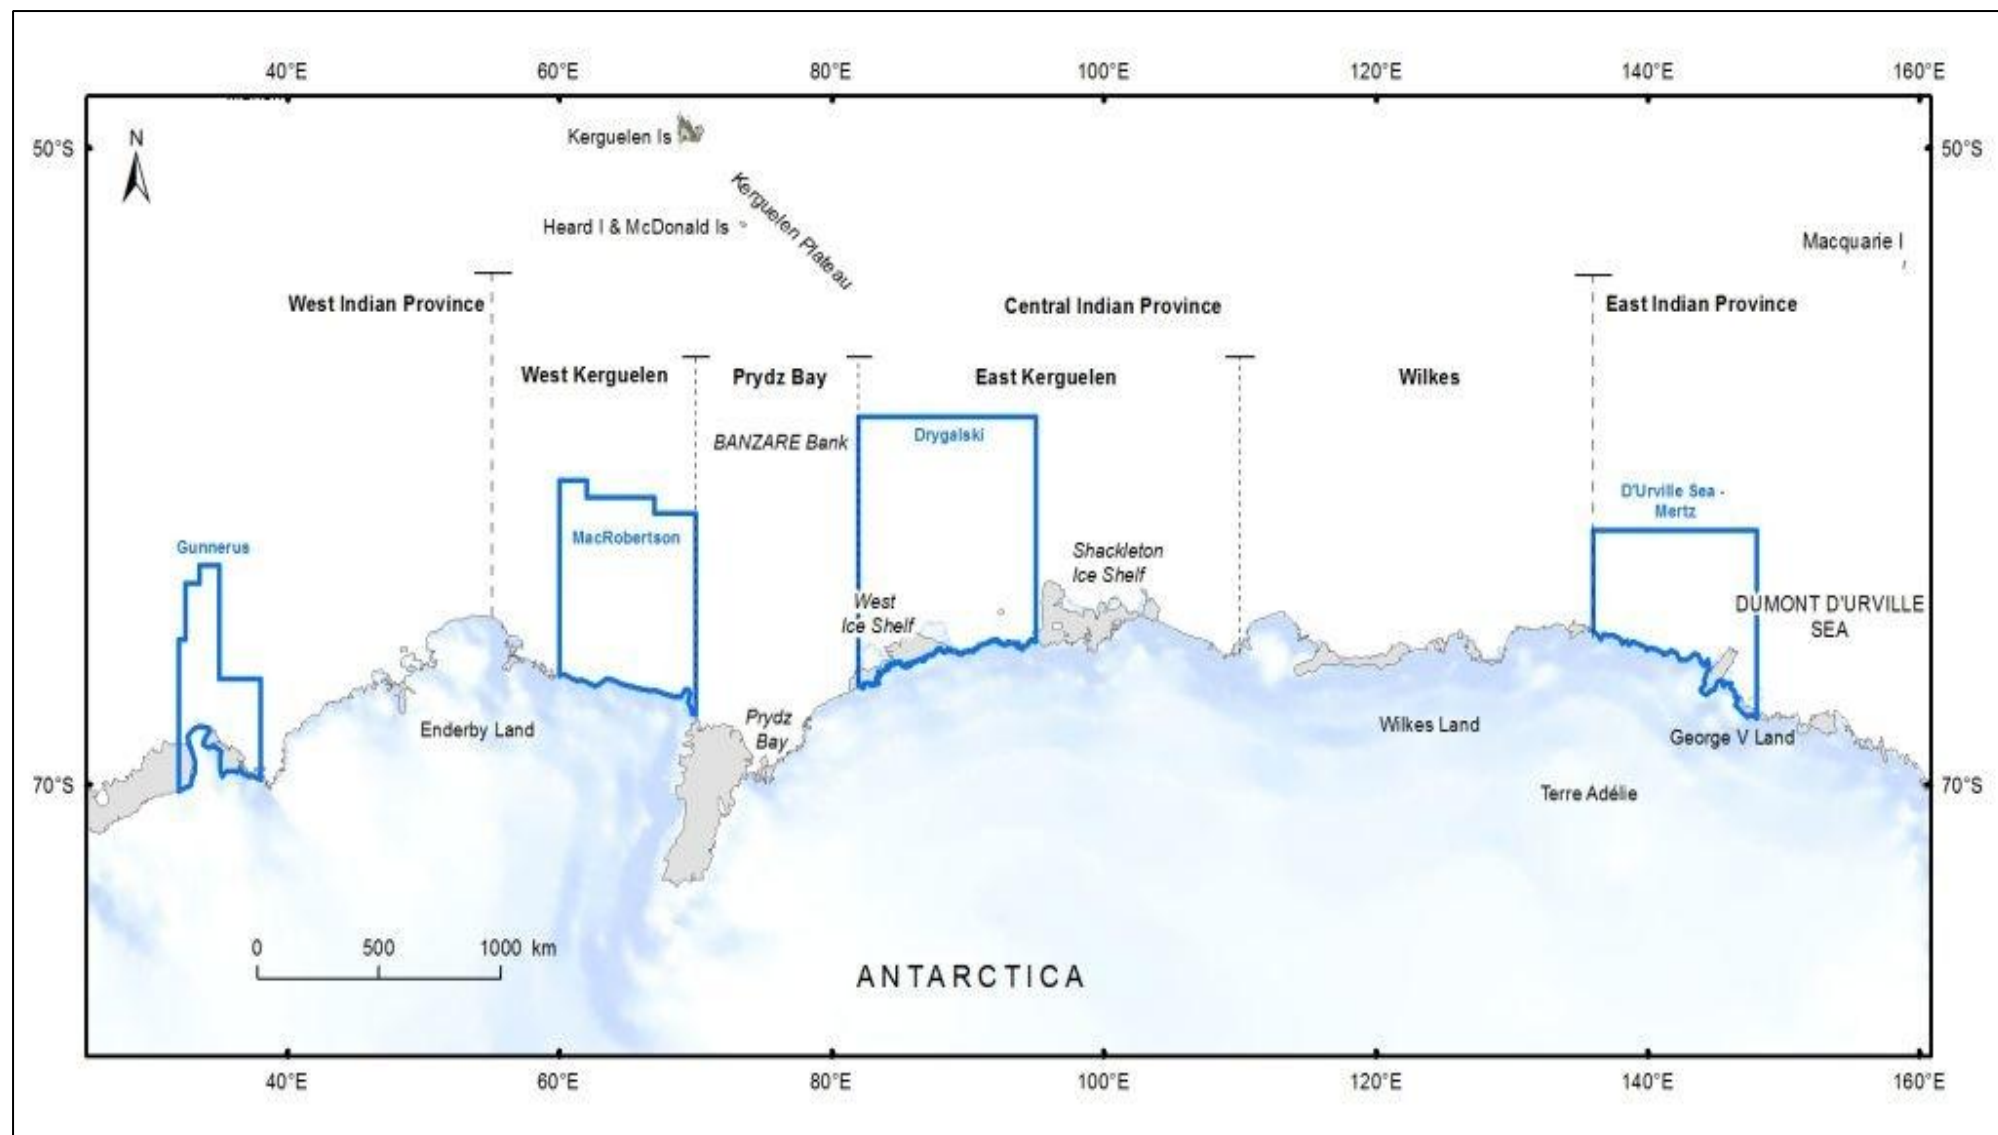 40°E 60°E 80°E 100°E 120°E 140°E 160°E
N
Kerguelen Is
50°S
50°S
Kerguelen Plateau
Heard I & McDonald Is
Macquarie I
West Indian Province
Central Indian Province
East Indian Province
West Kerguelen
Prydz Bay
East Kerguelen
Wilkes
BANZARE Bank
Drygalski
D'Urville Sea -
Mertz
MacRobertson
Gunnerus
Shackleton
Ice Shelf
West
Ice Shelf
DUMONT D'URVILLE
SEA
Prydz
Bay
Enderby Land
Wilkes Land
George V Land
70°S
70°S
Terre Adélie
0 500 1000 km
ANTARCTICA
40°E 60°E 80°E 100°E 120°E 140°E 160°E